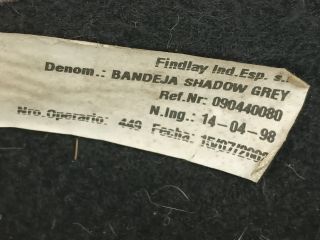 Findlay Ind.Esp. s.
Denom.: BANDEJA SHADOW GREY
Ref.Nr: 090440080
N.Ing.: 14-04-98
Nro.Operario: 449 Fecha: 15/07/200